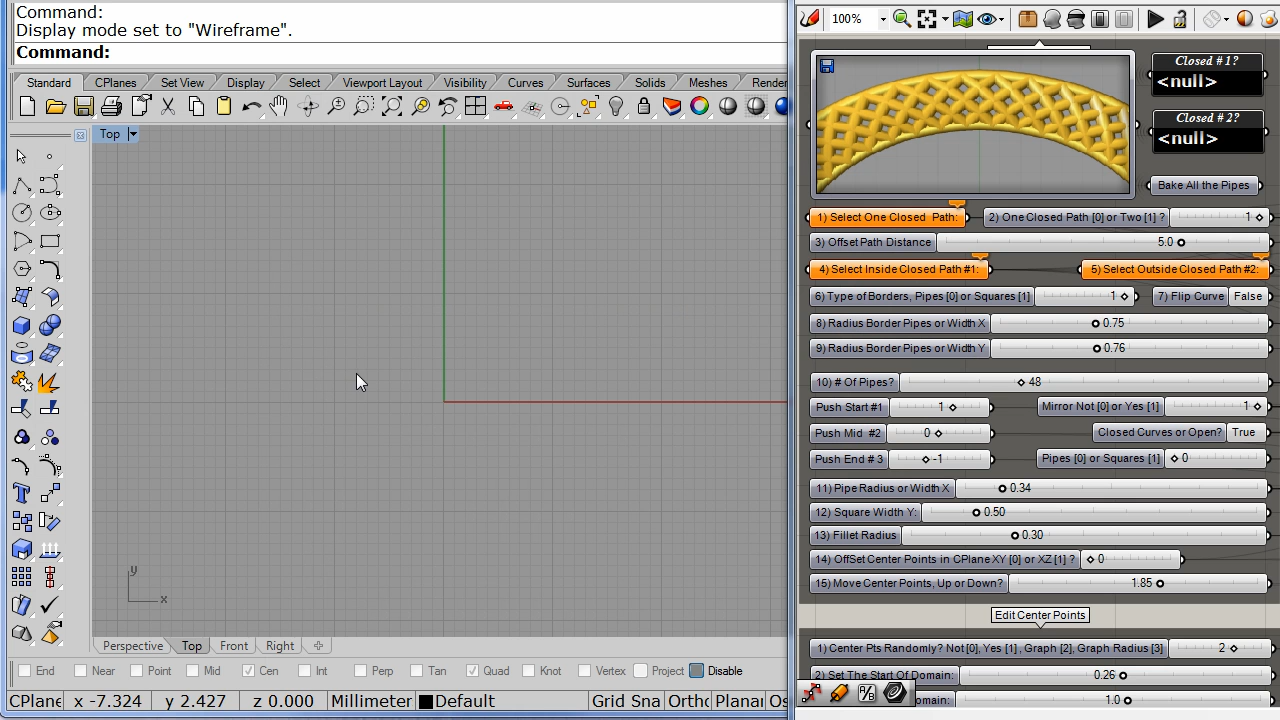 Command:
Display mode set to "Wireframe".
Command:
Standard CPlanes Set View Display Select Viewport Layout Visibility Curves Surfaces Solids Meshes Render
Top
y
x
Perspective Top Front Right
End Near Point Mid Cen Int Perp Tan Quad Knot Vertex Project Disable
CPlane x -7.324 y 2.427 z 0.000 Millimeter Default Grid Sna Ortho Planar Os
100%
Closed # 1?
<null>
Closed # 2?
<null>
Bake All the Pipes
1) Select One Closed Path: 2) One Closed Path [0] or Two [1] ? 1
3) Offset Path Distance 5.0
4) Select Inside Closed Path #1: 5) Select Outside Closed Path #2:
6) Type of Borders, Pipes [0] or Squares [1] 1 7) Flip Curve False
8) Radius Border Pipes or Width X 0.75
9) Radius Border Pipes or Width Y 0.76
10) # Of Pipes? 48
Push Start #1 1 Mirror Not [0] or Yes [1] 1
Push Mid #2 0 Closed Curves or Open? True
Push End # 3 -1 Pipes [0] or Squares [1] 0
11) Pipe Radius or Width X 0.34
12) Square Width Y: 0.50
13) Fillet Radius 0.30
14) OffSet Center Points in CPlane XY [0] or XZ [1] ? 0
15) Move Center Points, Up or Down? 1.85
Edit Center Points
1) Center Pts Randomly? Not [0], Yes [1] , Graph [2], Graph Radius [3] 2
2) Set The Start Of Domain: 0.26
omain: 1.0